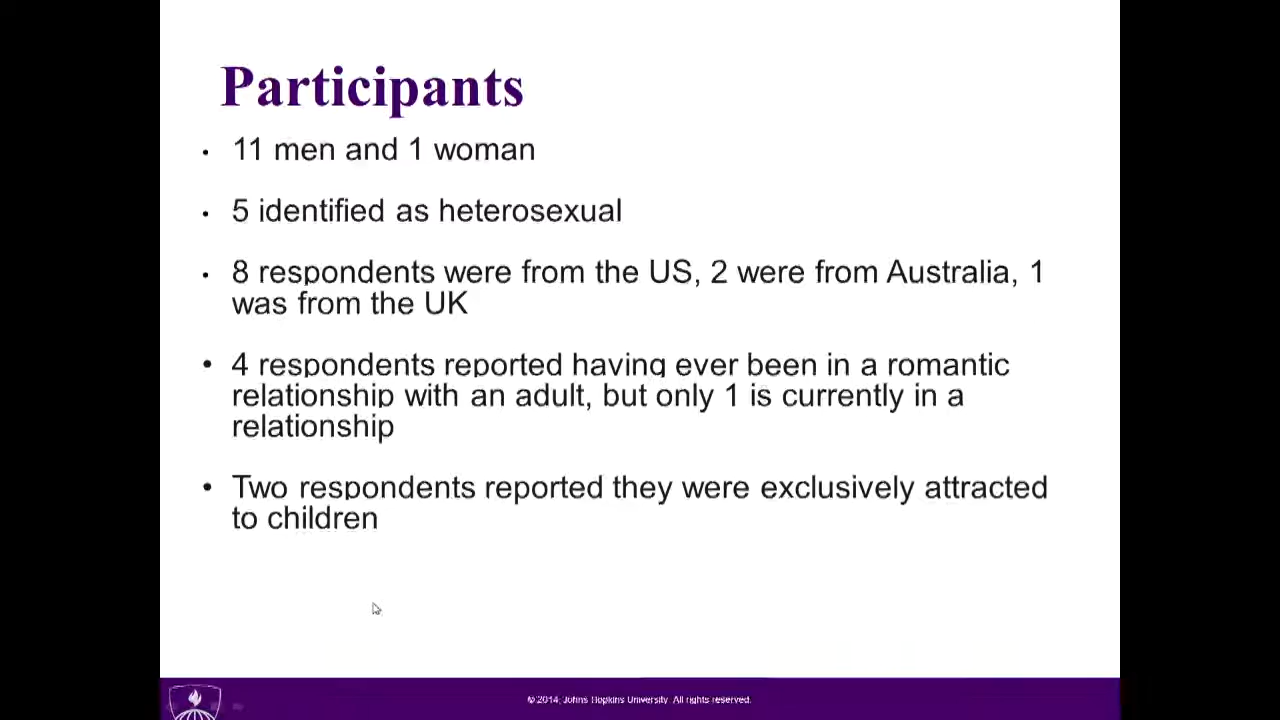 Participants
• 11 men and 1 woman
• 5 identified as heterosexual
• 8 respondents were from the US, 2 were from Australia, 1
was from the UK
• 4 respondents reported having ever been in a romantic
relationship with an adult, but only 1 is currently in a
relationship
• Two respondents reported they were exclusively attracted
to children
© 2014, Johns Hopkins University. All rights reserved.